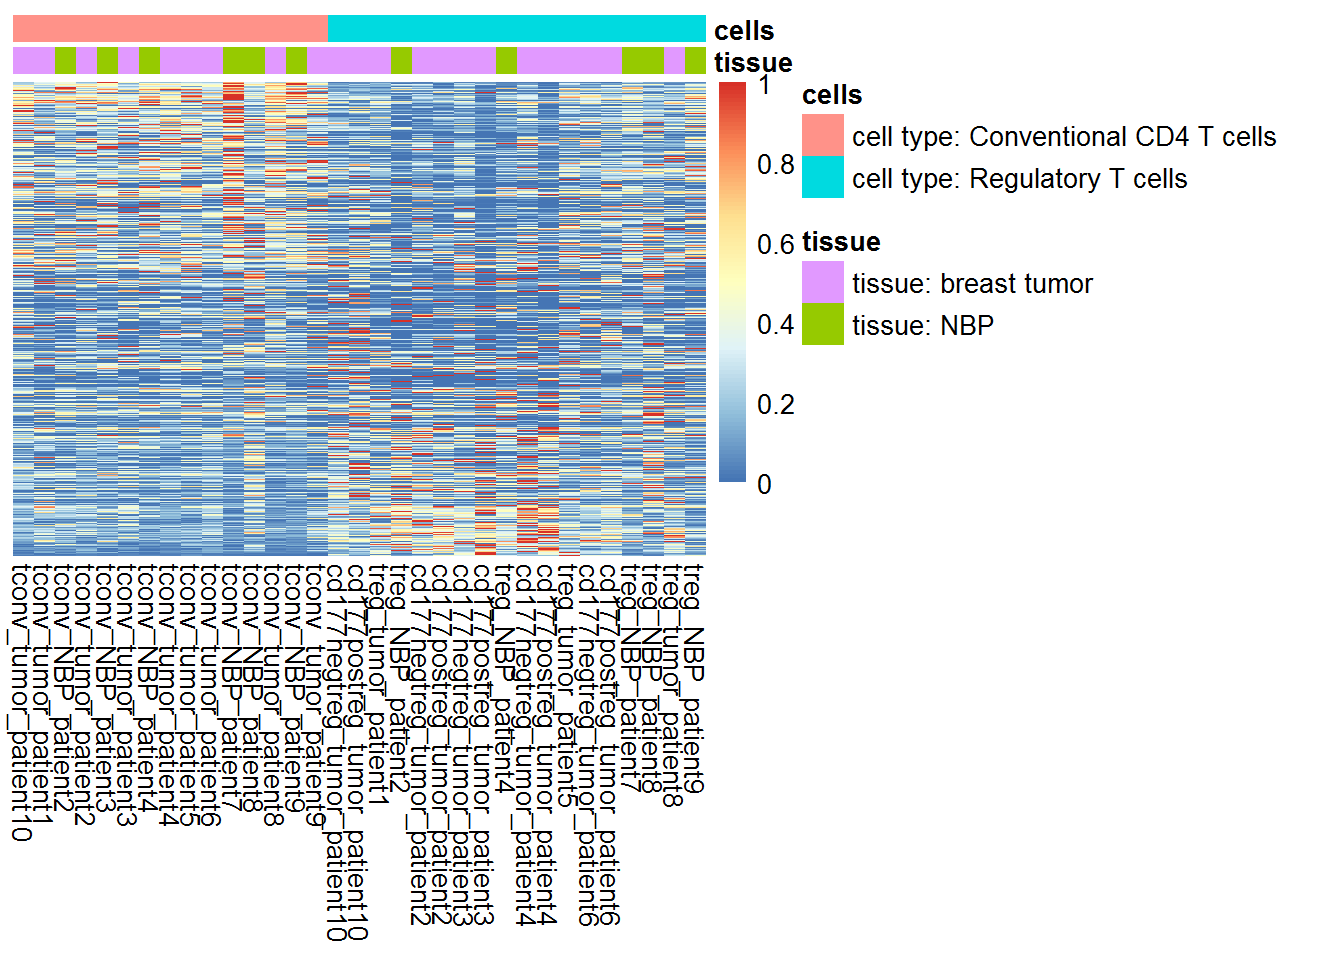 cells
tissue
1
0.8
0.6
0.4
0.2
0
cells
cell type: Conventional CD4 T cells
cell type: Regulatory T cells
tissue
tissue: breast tumor
tissue: NBP
tconv_tumor_patient10
tconv_tumor_patient1
tconv_NBP_patient2
tconv_tumor_patient2
tconv_NBP_patient3
tconv_tumor_patient3
tconv_NBP_patient4
tconv_tumor_patient4
tconv_tumor_patient5
tconv_tumor_patient6
tconv_NBP_patient7
tconv_NBP_patient8
tconv_tumor_patient8
tconv_NBP_patient9
tconv_tumor_patient9
cd177negtreg_tumor_patient10
cd177postreg_tumor_patient10
treg_tumor_patient1
treg_NBP_patient2
cd177negtreg_tumor_patient2
cd177postreg_tumor_patient2
cd177negtreg_tumor_patient3
cd177postreg_tumor_patient3
treg_NBP_patient4
cd177negtreg_tumor_patient4
cd177postreg_tumor_patient4
treg_tumor_patient5
cd177negtreg_tumor_patient6
cd177postreg_tumor_patient6
treg_NBP_patient7
treg_NBP_patient8
treg_tumor_patient8
treg_NBP_patient9